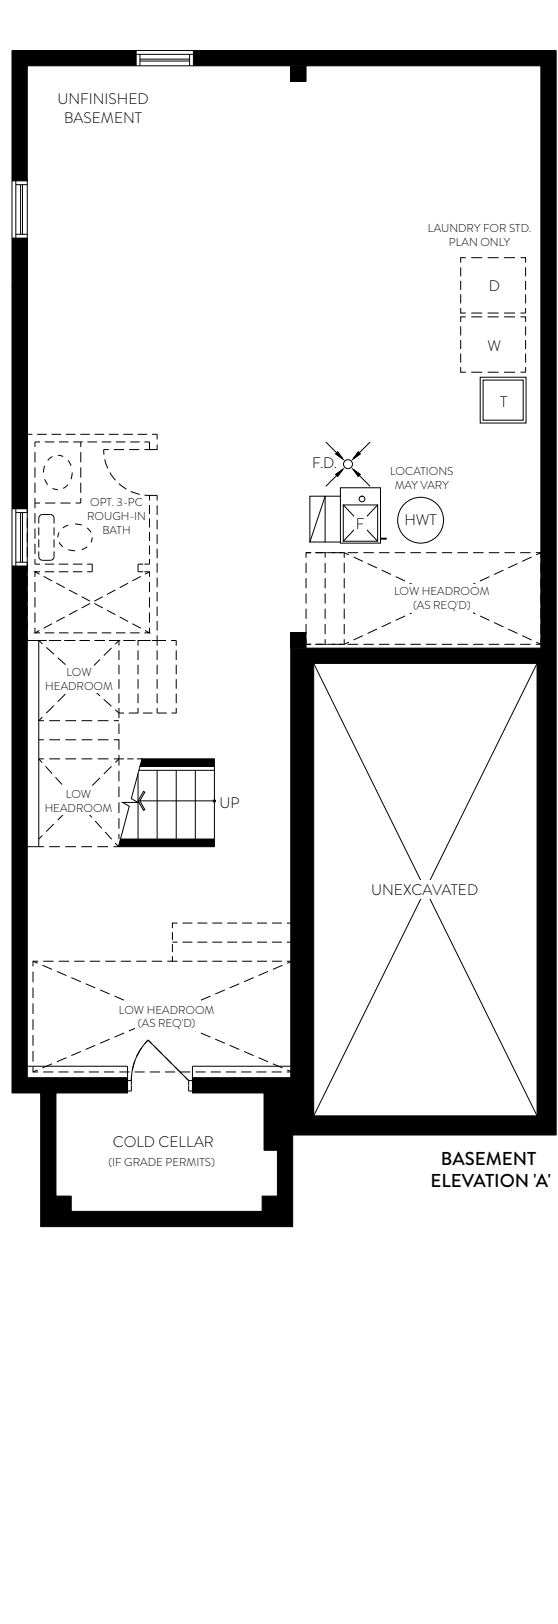 UNFINISHED
BASEMENT
LAUNDRY FOR STD.
PLAN ONLY
D
W
T
F.D.
LOCATIONS
MAY VARY
OPT. 3-PC
ROUGH-IN
BATH
F
HWT
LOW HEADROOM
(AS REQ'D)
LOW
HEADROOM
LOW
HEADROOM
UP
UNEXCAVATED
LOW HEADROOM
(AS REQ'D)
COLD CELLAR
(IF GRADE PERMITS)
BASEMENT
ELEVATION 'A'